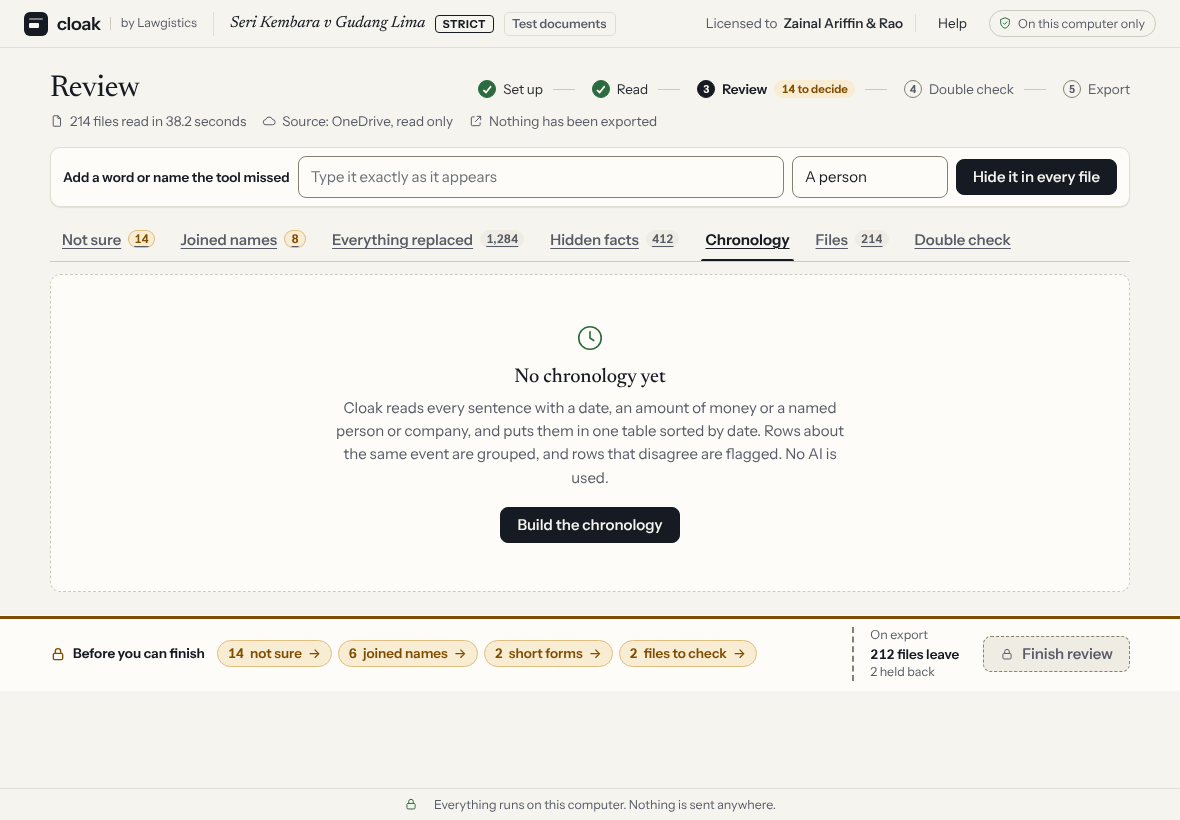 cloak by Lawgistics Seri Kembara v Gudang Lima STRICT Test documents Licensed to Zainal Ariffin & Rao Help On this computer only
Review
Set up Read 3 Review 14 to decide 4 Double check 5 Export
214 files read in 38.2 seconds Source: OneDrive, read only Nothing has been exported
Add a word or name the tool missed Type it exactly as it appears A person Hide it in every file
Not sure 14 Joined names 8 Everything replaced 1,284 Hidden facts 412 Chronology Files 214 Double check
No chronology yet
Cloak reads every sentence with a date, an amount of money or a named
person or company, and puts them in one table sorted by date. Rows about
the same event are grouped, and rows that disagree are flagged. No AI is
used.
Build the chronology
Before you can finish 14 not sure → 6 joined names → 2 short forms → 2 files to check →
On export
212 files leave
2 held back
Finish review
Everything runs on this computer. Nothing is sent anywhere.